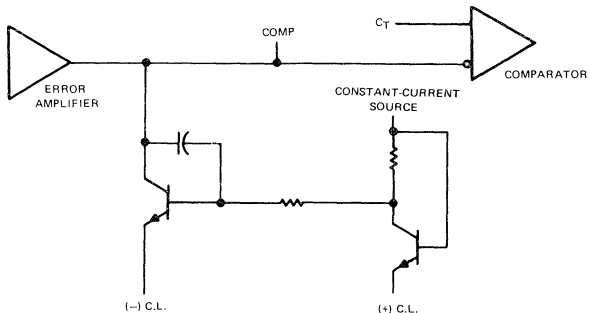 COMP
C_T
ERROR
AMPLIFIER
COMPARATOR
CONSTANT-CURRENT
SOURCE
(−) C.L.
(+) C.L.